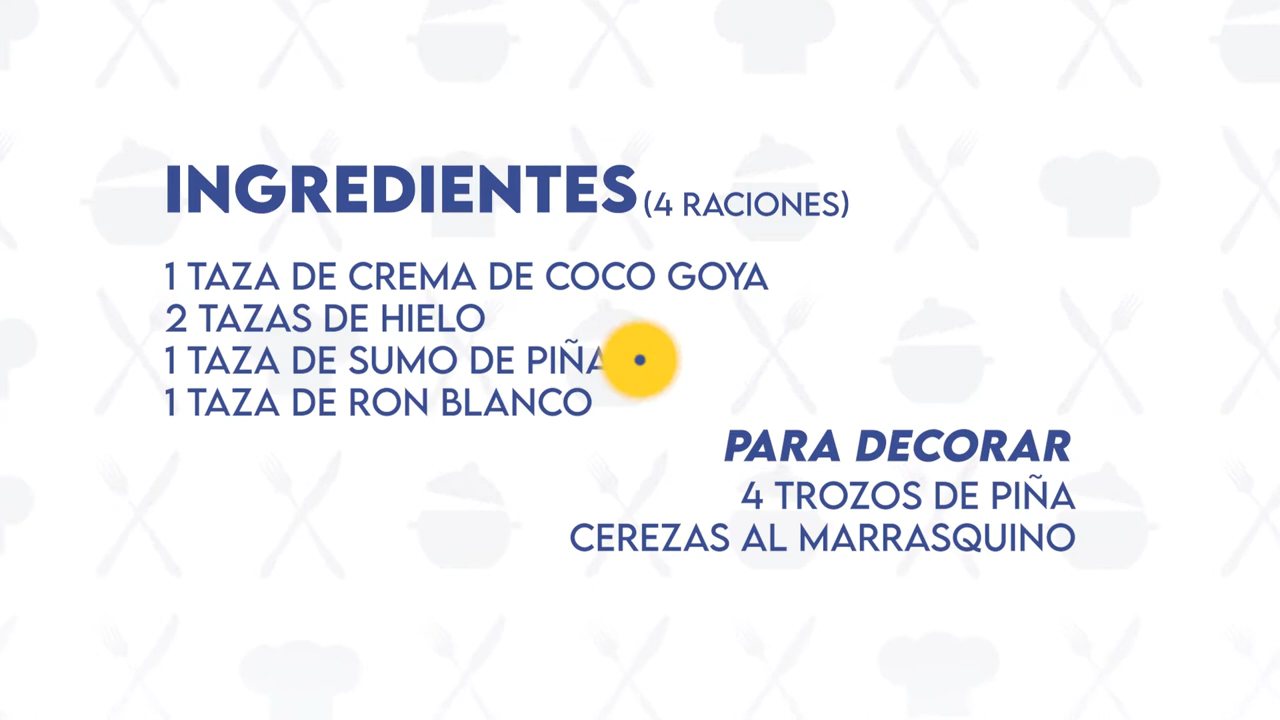 INGREDIENTES (4 RACIONES)
1 TAZA DE CREMA DE COCO GOYA
2 TAZAS DE HIELO
1 TAZA DE SUMO DE PIÑA
1 TAZA DE RON BLANCO
PARA DECORAR
4 TROZOS DE PIÑA
CEREZAS AL MARRASQUINO